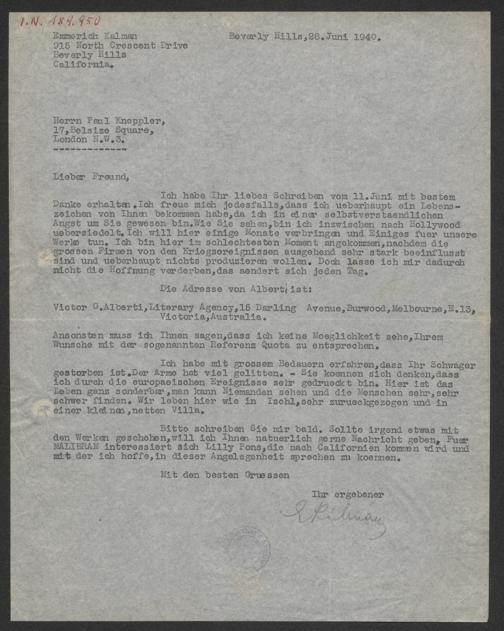 I.N. 189.950
Emmerich Kalman
915 North Crescent Drive
Beverly Hills
California.
Beverly Hills,28.Juni 1940.
Herrn Paul Knoppler,
17,Belsize Square,
London N.W.3.
-------------
Lieber Freund,
Ich habe Ihr liebes Schreiben vom 11.Juni mit bestem
Danke erhalten.Ich freue mich jedesfalls,dass ich ueberhaupt ein Lebens-
zeichen von Ihnen bekommen habe,da ich in einer selbstverstaendlichen
Angst um Sie gewesen bin.Wie Sie sehen,bin ich inzwischen nach Hollywood
uebersiedelt.Ich will hier einige Monate verbringen und Einiges fuer unsere
Werke tun. Ich bin hier im schlechtesten Moment angekommen,nachdem die
grossen Firmen von den Kriegsereignissen ausgehend sehr stark beeinflusst
sind und ueberhaupt nichts produzieren wollen. Doch lasse ich mir dadurch
nicht die Hoffnung verderben,das aendert sich jeden Tag.
Die Adresse von Alberti ist:
Victor G.Alberti,Literary Agency,15 Darling Avenue,Burwood,Melbourne,E.13,
Victoria,Australia.
Ansonsten muss ich Ihnen sagen,dass ich keine Moeglichkeit sehe,Ihrem
Wunsche mit der sogenannten Referenz Quota zu entsprechen.
Ich habe mit grossem Bedauern erfahren,dass Ihr Schwager
gestorben ist.Der Arme hat viel gelitten. - Sie koennen sich denken,dass
ich durch die europaeischen Ereignisse sehr gedrueckt bin. Hier ist das
Leben ganz sonderbar,man kann Niemanden sehen und die Menschen sehr,sehr
schwer finden. Wir leben hier wie in Ischl,sehr zurueckgezogen und in
einer kleinen,netten Villa.
Bitte schreiben Sie mir bald. Sollte irgend etwas mit
den Werken geschehen,will ich Ihnen natuerlich gerne Nachricht geben. Fuer
MALIBRAN interessiert sich Lilly Pons,die nach Californien kommen wird und
mit der ich hoffe,in dieser Angelegenheit sprechen zu koennen.
Mit den besten Gruessen
Ihr ergebener
EKálmán